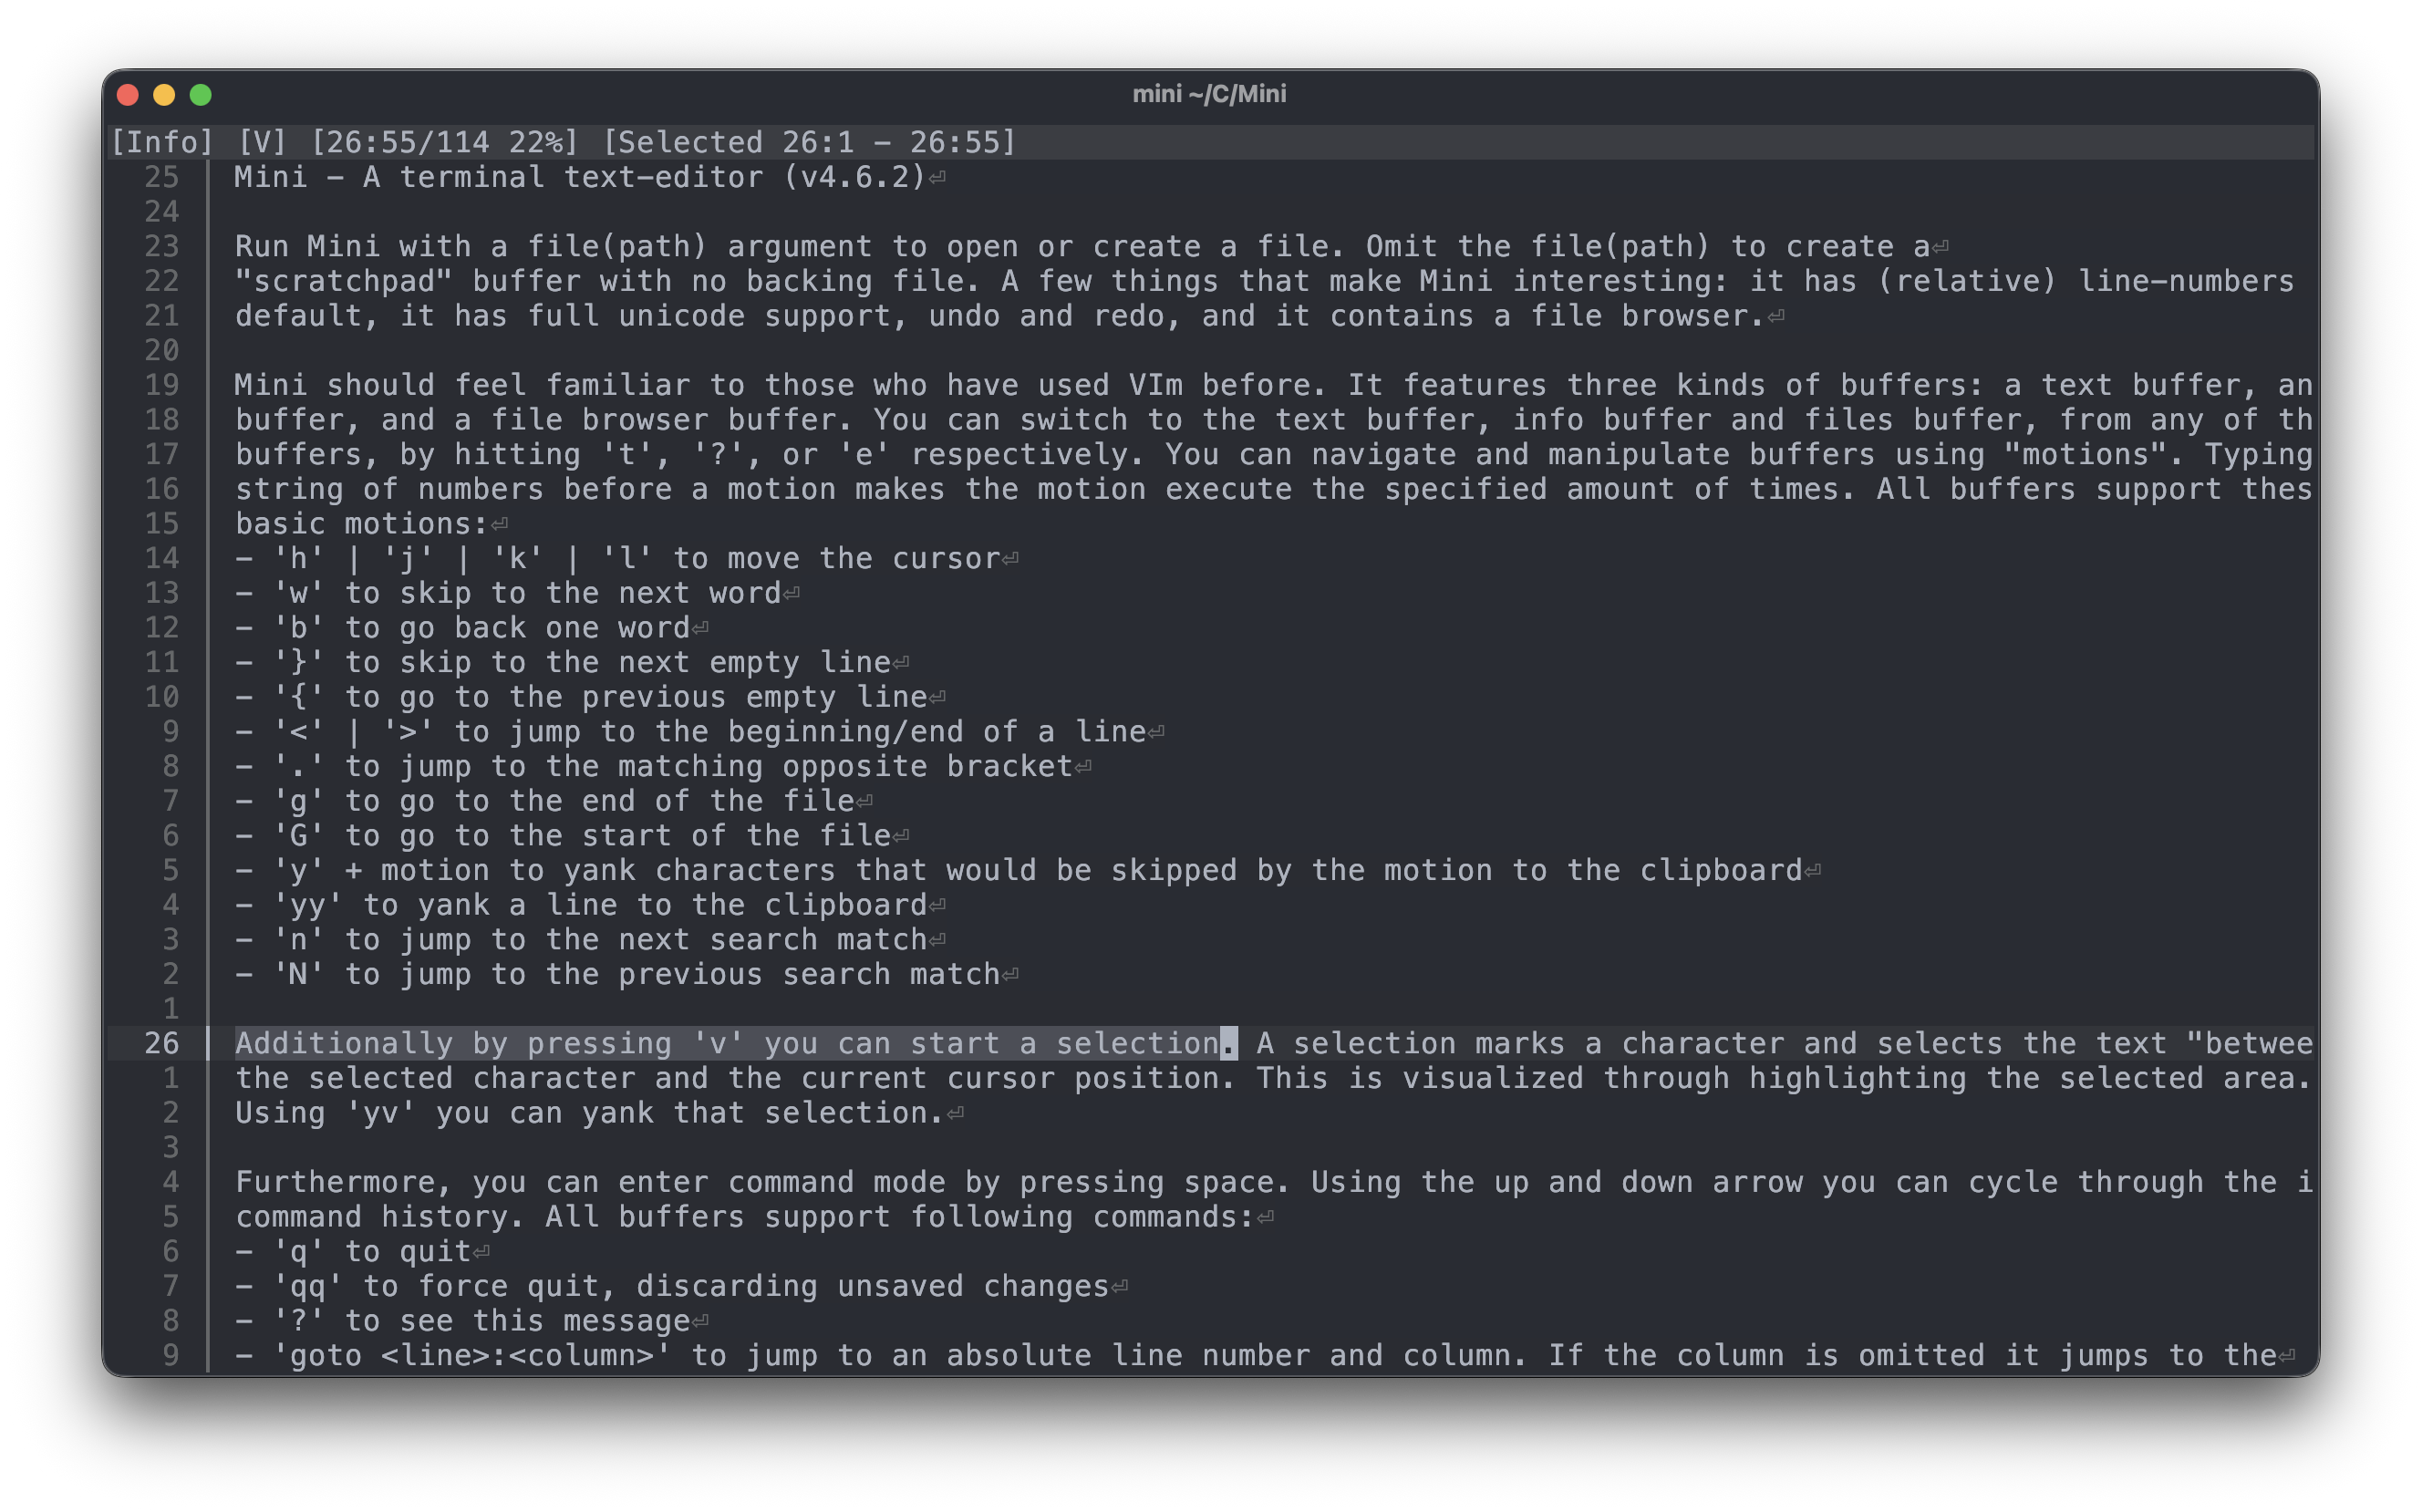 mini ~/C/Mini
[Info] [V] [26:55/114 22%] [Selected 26:1 - 26:55]
25 Mini - A terminal text-editor (v4.6.2)⏎
24
23 Run Mini with a file(path) argument to open or create a file. Omit the file(path) to create a⏎
22 "scratchpad" buffer with no backing file. A few things that make Mini interesting: it has (relative) line-numbers
21 default, it has full unicode support, undo and redo, and it contains a file browser.⏎
20
19 Mini should feel familiar to those who have used VIm before. It features three kinds of buffers: a text buffer, an
18 buffer, and a file browser buffer. You can switch to the text buffer, info buffer and files buffer, from any of th
17 buffers, by hitting 't', '?', or 'e' respectively. You can navigate and manipulate buffers using "motions". Typing
16 string of numbers before a motion makes the motion execute the specified amount of times. All buffers support thes
15 basic motions:⏎
14 - 'h' | 'j' | 'k' | 'l' to move the cursor⏎
13 - 'w' to skip to the next word⏎
12 - 'b' to go back one word⏎
11 - '}' to skip to the next empty line⏎
10 - '{' to go to the previous empty line⏎
9 - '<' | '>' to jump to the beginning/end of a line⏎
8 - '.' to jump to the matching opposite bracket⏎
7 - 'g' to go to the end of the file⏎
6 - 'G' to go to the start of the file⏎
5 - 'y' + motion to yank characters that would be skipped by the motion to the clipboard⏎
4 - 'yy' to yank a line to the clipboard⏎
3 - 'n' to jump to the next search match⏎
2 - 'N' to jump to the previous search match⏎
1
26 Additionally by pressing 'v' you can start a selection. A selection marks a character and selects the text "betwee
1 the selected character and the current cursor position. This is visualized through highlighting the selected area.
2 Using 'yv' you can yank that selection.⏎
3
4 Furthermore, you can enter command mode by pressing space. Using the up and down arrow you can cycle through the i
5 command history. All buffers support following commands:⏎
6 - 'q' to quit⏎
7 - 'qq' to force quit, discarding unsaved changes⏎
8 - '?' to see this message⏎
9 - 'goto <line>:<column>' to jump to an absolute line number and column. If the column is omitted it jumps to the⏎